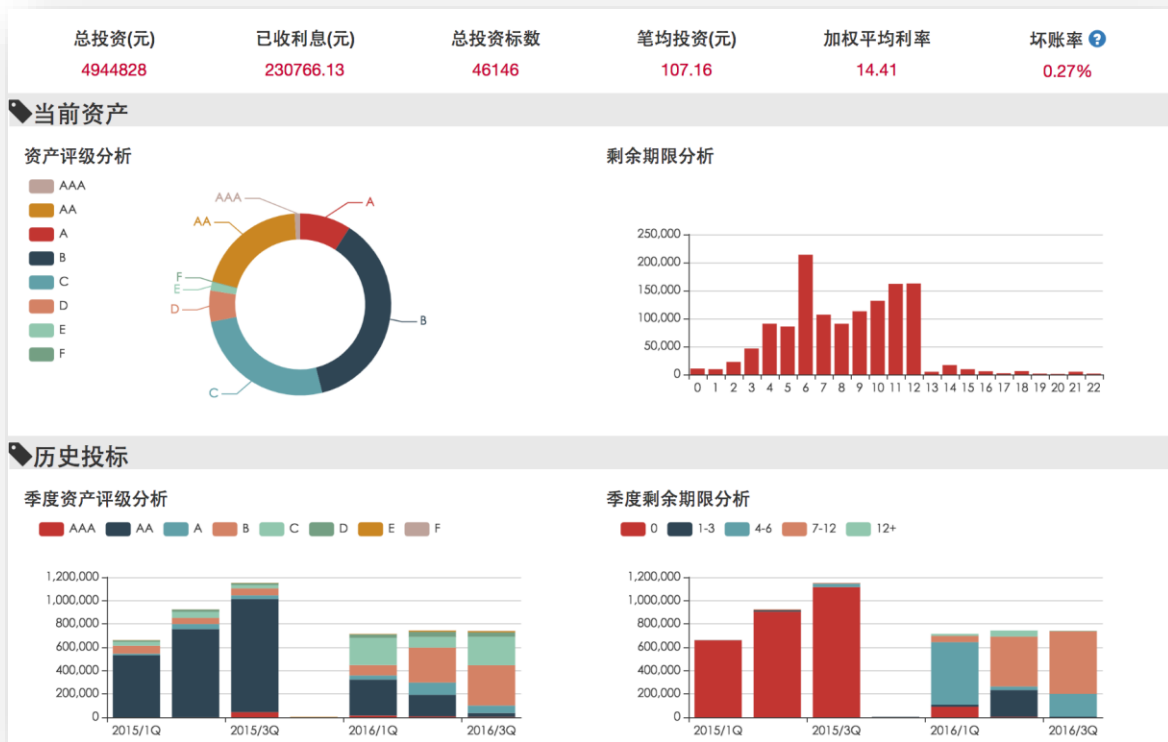 总投资(元) 已收利息(元) 总投资标数 笔均投资(元) 加权平均利率 坏账率 ?
4944828 230766.13 46146 107.16 14.41 0.27%
当前资产
资产评级分析
AAA
AA
A
B
C
D
E
F
AAA
A
AA
F
E
D
B
C
剩余期限分析
250,000
200,000
150,000
100,000
50,000
0
0 1 2 3 4 5 6 7 8 9 10 11 12 13 14 15 16 17 18 19 20 21 22
历史投标
季度资产评级分析
AAA AA A B C D E F
1,200,000
1,000,000
800,000
600,000
400,000
200,000
0
2015/1Q 2015/3Q 2016/1Q 2016/3Q
季度剩余期限分析
0 1-3 4-6 7-12 12+
1,200,000
1,000,000
800,000
600,000
400,000
200,000
0
2015/1Q 2015/3Q 2016/1Q 2016/3Q